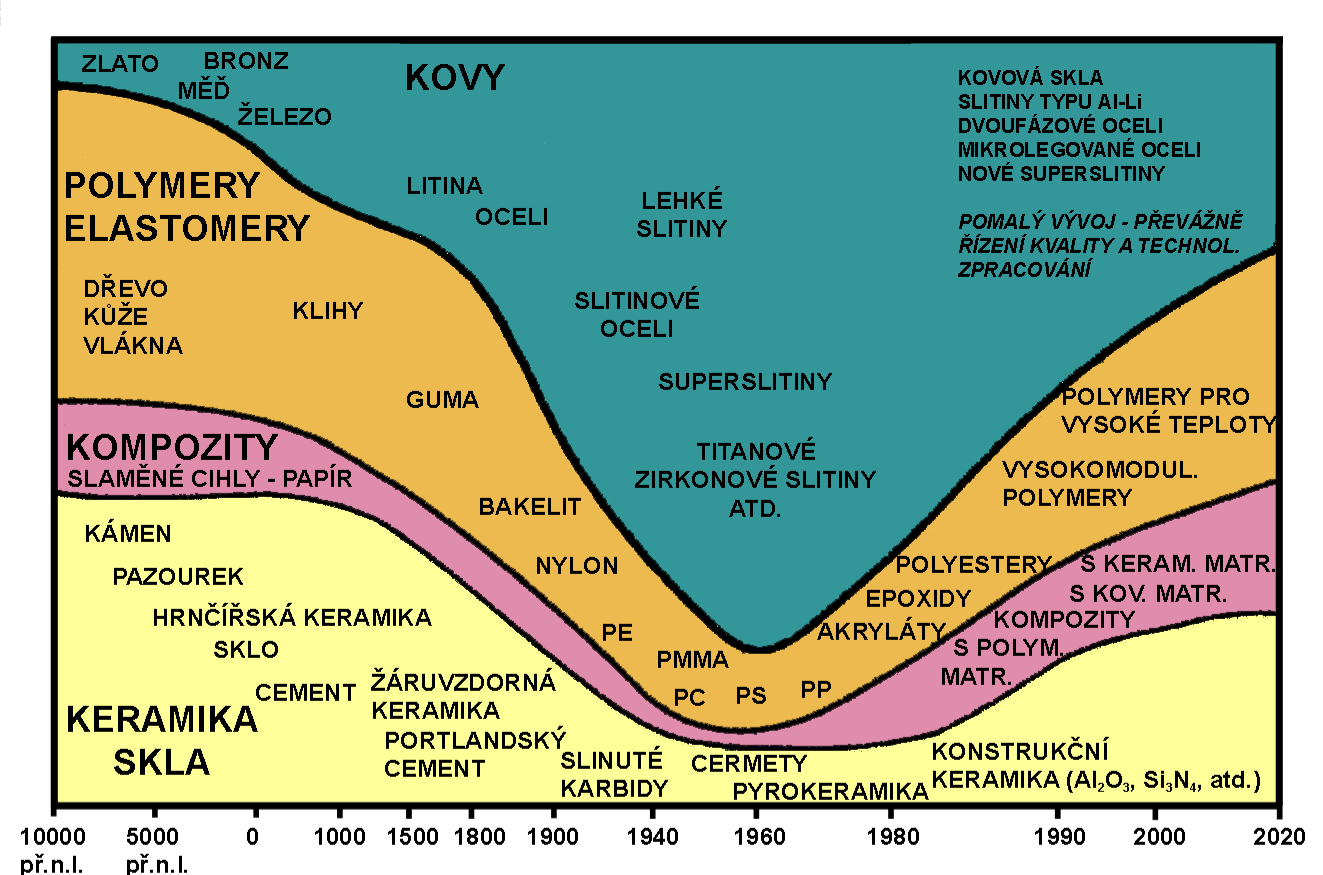 ZLATO
BRONZ
MĚĎ
ŽELEZO
KOVY
LITINA
OCELI
LEHKÉ
SLITINY
SLITINOVÉ
OCELI
SUPERSLITINY
TITANOVÉ
ZIRKONOVÉ SLITINY
ATD.
KOVOVÁ SKLA
SLITINY TYPU Al-Li
DVOUFÁZOVÉ OCELI
MIKROLEGOVANÉ OCELI
NOVÉ SUPERSLITINY
POMALÝ VÝVOJ - PŘEVÁŽNĚ
ŘÍZENÍ KVALITY A TECHNOL.
ZPRACOVÁNÍ
POLYMERY
ELASTOMERY
DŘEVO
KŮŽE
VLÁKNA
KLIHY
GUMA
BAKELIT
NYLON
PE
PMMA
PC
PS
PP
AKRYLÁTY
EPOXIDY
POLYESTERY
VYSOKOMODUL.
POLYMERY
POLYMERY PRO
VYSOKÉ TEPLOTY
KOMPOZITY
SLAMĚNÉ CIHLY - PAPÍR
S KERAM. MATR.
S KOV. MATR.
KOMPOZITY
S POLYM.
MATR.
KÁMEN
PAZOUREK
HRNČÍŘSKÁ KERAMIKA
SKLO
CEMENT
KERAMIKA
SKLA
ŽÁRUVZDORNÁ
KERAMIKA
PORTLANDSKÝ
CEMENT
SLINUTÉ
KARBIDY
CERMETY
PYROKERAMIKA
KONSTRUKČNÍ
KERAMIKA (Al₂O₃, Si₃N₄, atd.)
10000 5000 0 1000 1500 1800 1900 1940 1960 1980 1990 2000 2020
př.n.l. př.n.l.